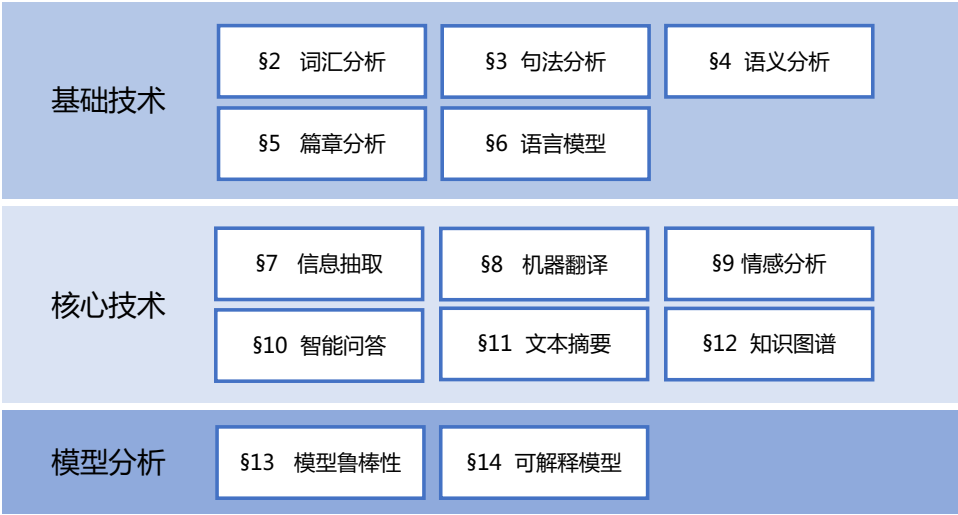 基础技术
§2 词汇分析
§3 句法分析
§4 语义分析
§5 篇章分析
§6 语言模型
核心技术
§7 信息抽取
§8 机器翻译
§9 情感分析
§10 智能问答
§11 文本摘要
§12 知识图谱
模型分析
§13 模型鲁棒性
§14 可解释模型